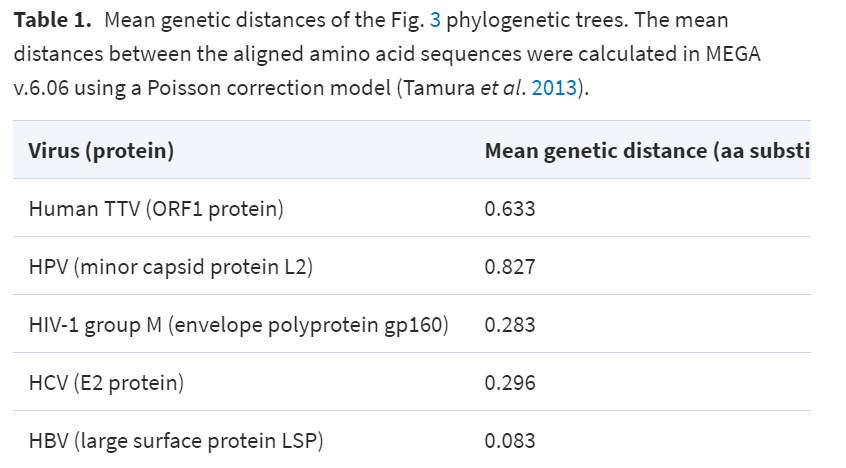 Table 1. Mean genetic distances of the Fig. 3 phylogenetic trees. The mean
distances between the aligned amino acid sequences were calculated in MEGA
v.6.06 using a Poisson correction model (Tamura et al. 2013).
Virus (protein) Mean genetic distance (aa substi
Human TTV (ORF1 protein) 0.633
HPV (minor capsid protein L2) 0.827
HIV-1 group M (envelope polyprotein gp160) 0.283
HCV (E2 protein) 0.296
HBV (large surface protein LSP) 0.083